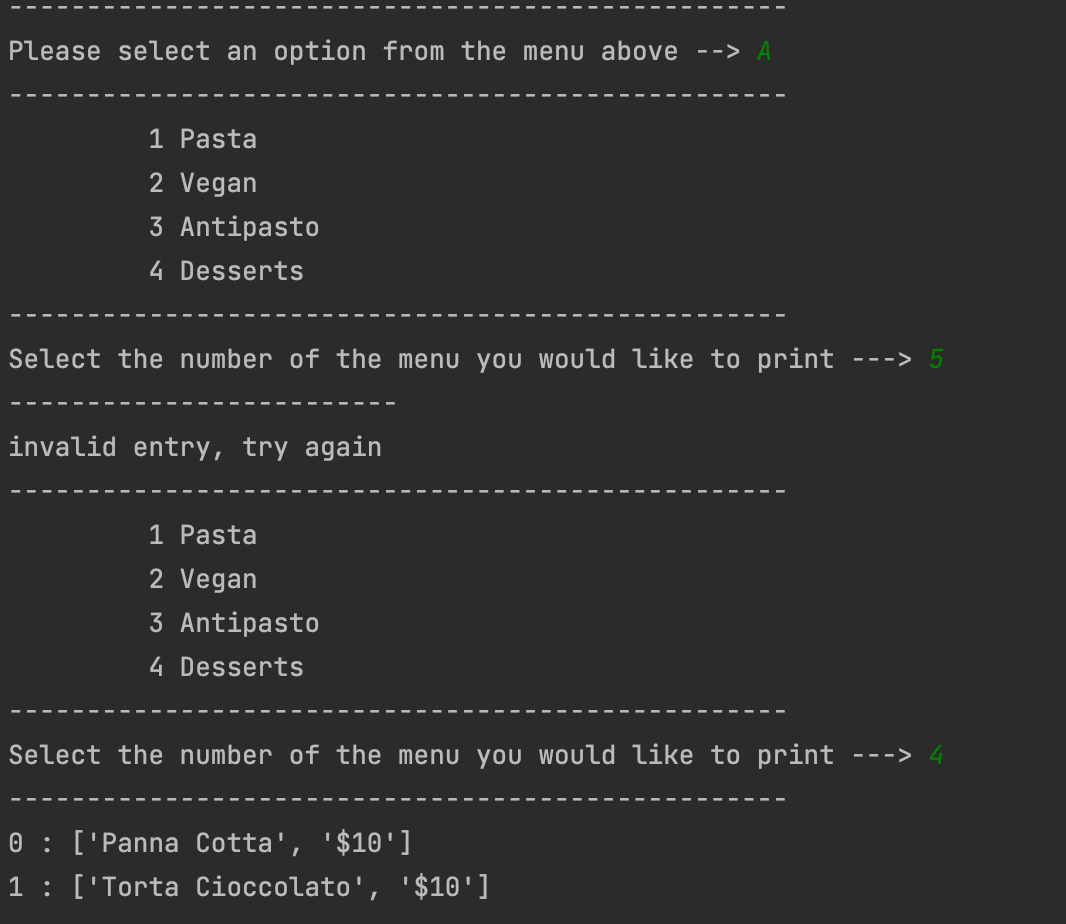 --------------------------------------------------
Please select an option from the menu above --> A
--------------------------------------------------
1 Pasta
2 Vegan
3 Antipasto
4 Desserts
--------------------------------------------------
Select the number of the menu you would like to print ---> 5
-------------------------
invalid entry, try again
--------------------------------------------------
1 Pasta
2 Vegan
3 Antipasto
4 Desserts
--------------------------------------------------
Select the number of the menu you would like to print ---> 4
--------------------------------------------------
0 : ['Panna Cotta', '$10']
1 : ['Torta Cioccolato', '$10']